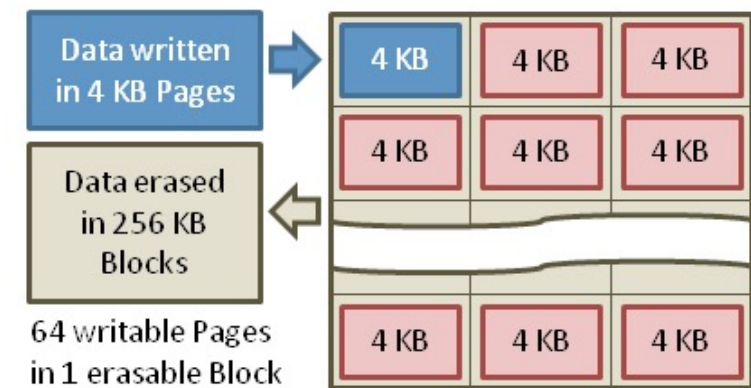 Data written
in 4 KB Pages
4 KB
4 KB
4 KB
4 KB
4 KB
4 KB
Data erased
in 256 KB
Blocks
64 writable Pages
in 1 erasable Block
4 KB
4 KB
4 KB